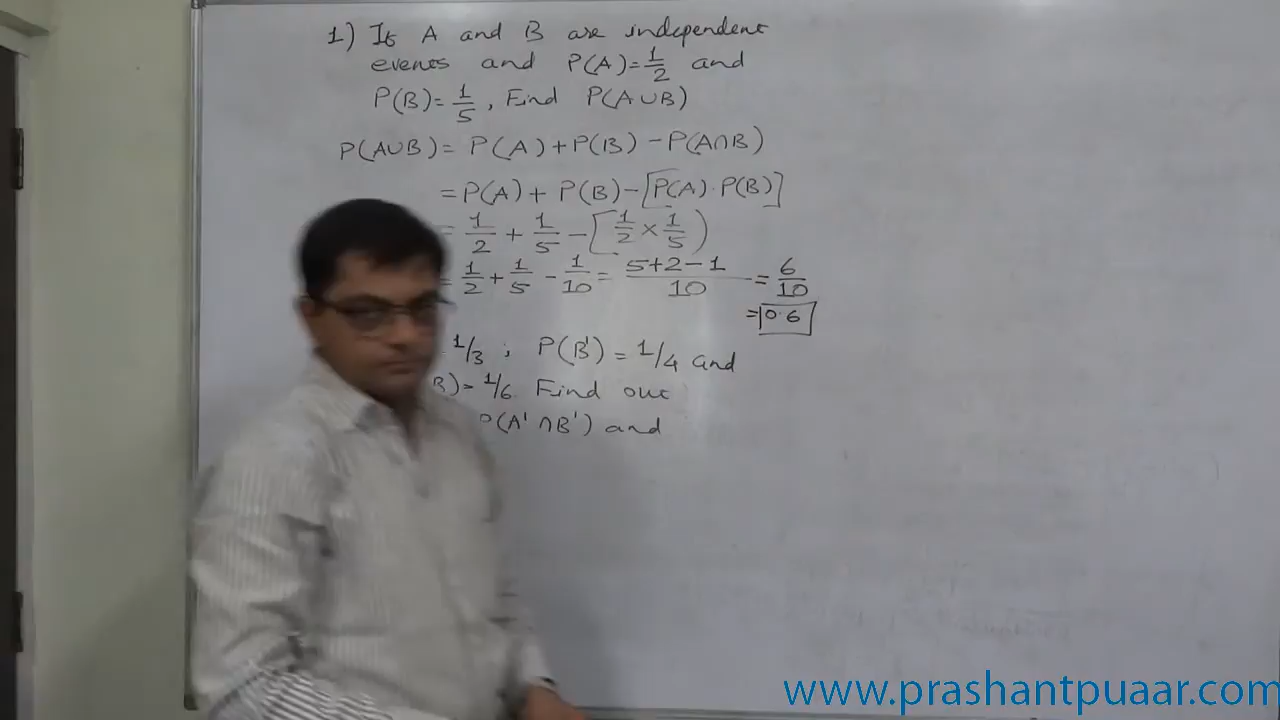 1) If A and B are independent
events and P(A)=1/2 and
P(B)=1/5, Find P(A∪B)
P(A∪B)= P(A)+P(B)-P(A∩B)
=P(A)+ P(B)-[P(A)·P(B)]
= 1/2 + 1/5 - [1/2 × 1/5)
= 1/2 + 1/5 - 1/10 = 5+2-1/10 = 6/10
=0.6
1/3 ; P(B') = 1/4 and
B)= 1/6 Find out
P(A' ∩B') and
www.prashantpuaar.com